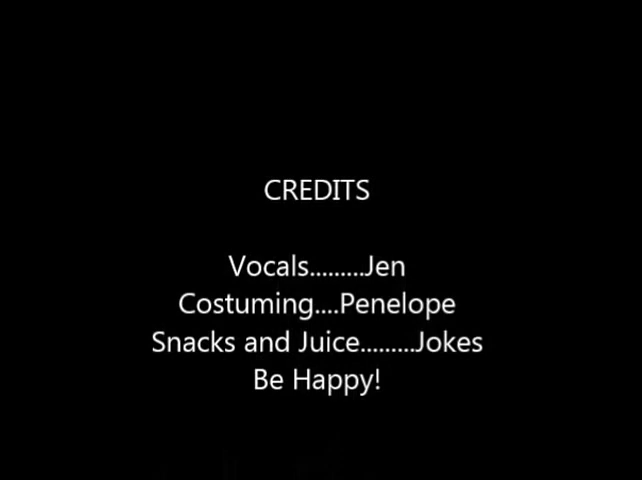 CREDITS
Vocals.........Jen
Costuming....Penelope
Snacks and Juice.........Jokes
Be Happy!